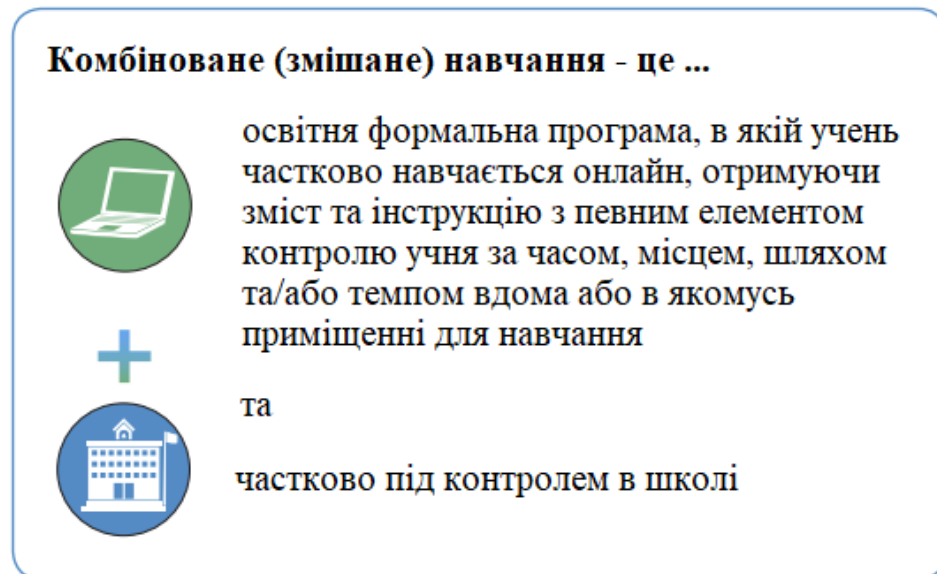 Комбіноване (змішане) навчання - це ...
освітня формальна програма, в якій учень
частково навчається онлайн, отримуючи
зміст та інструкцію з певним елементом
контролю учня за часом, місцем, шляхом
та/або темпом вдома або в якомусь
приміщенні для навчання
та
частково під контролем в школі